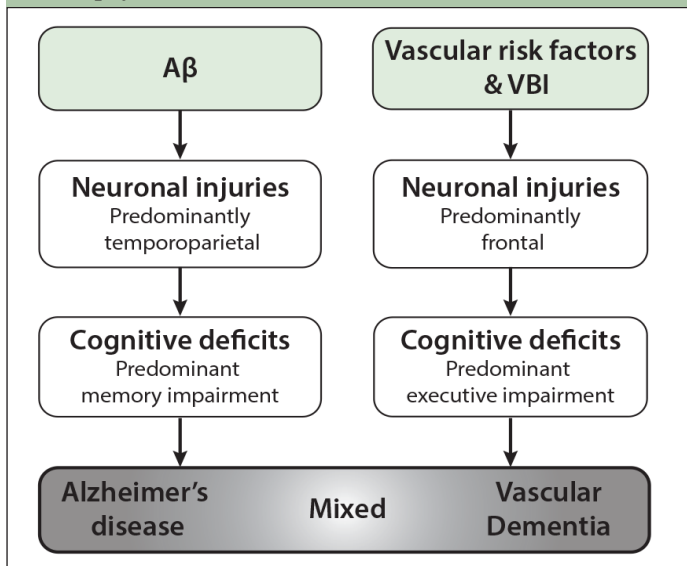 Aβ
Vascular risk factors
& VBI
Neuronal injuries
Predominantly
temporoparietal
Neuronal injuries
Predominantly
frontal
Cognitive deficits
Predominant
memory impairment
Cognitive deficits
Predominant
executive impairment
Alzheimer's
disease
Mixed
Vascular
Dementia